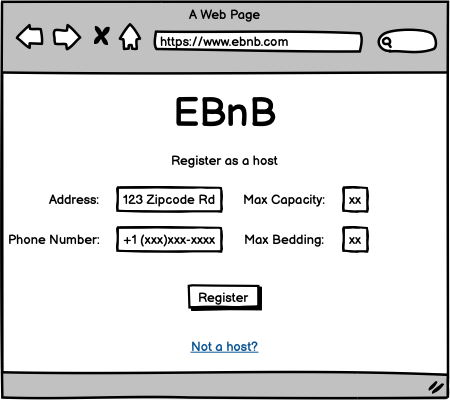 A Web Page
https://www.ebnb.com
EBnB
Register as a host
Address: 123 Zipcode Rd Max Capacity: xx
Phone Number: +1 (xxx)xxx-xxxx Max Bedding: xx
Register
Not a host?